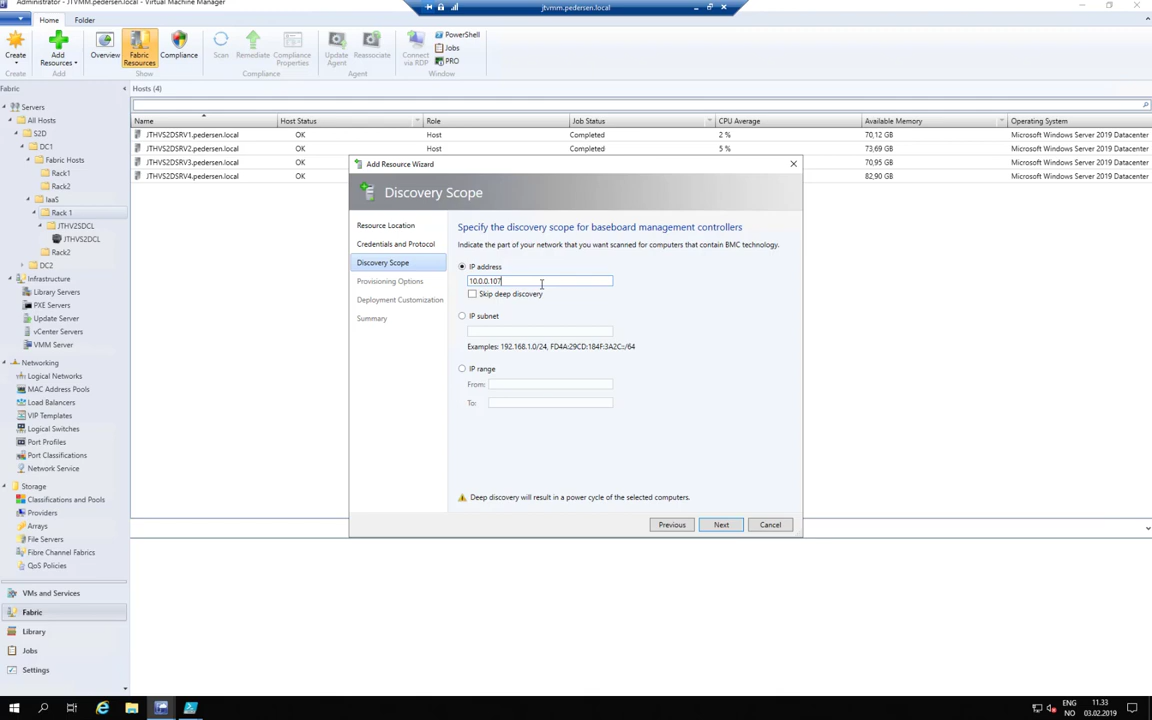 Administrator - JTVMM.pedersen.local - Virtual Machine Manager
jtvmm.pedersen.local
Home
Folder
Create
Add
Resources
Overview
Fabric
Resources
Compliance
Scan
Remediate
Compliance
Properties
Update
Agent
Reassociate
Connect
via RDP
PowerShell
Jobs
PRO
Create
Add
Show
Compliance
Agent
Window
Fabric
Hosts (4)
Servers
All Hosts
S2D
DC1
Fabric Hosts
Rack1
Rack2
IaaS
Rack 1
JTHV2SDCL
JTHVS2DCL
Rack2
DC2
Infrastructure
Library Servers
PXE Servers
Update Server
vCenter Servers
VMM Server
Networking
Logical Networks
MAC Address Pools
Load Balancers
VIP Templates
Logical Switches
Port Profiles
Port Classifications
Network Service
Storage
Classifications and Pools
Providers
Arrays
File Servers
Fibre Channel Fabrics
QoS Policies
VMs and Services
Fabric
Library
Jobs
Settings
Name Host Status Role Job Status CPU Average Available Memory Operating System
JTHVS2DSRV1.pedersen.local OK Host Completed 2 % 70,12 GB Microsoft Windows Server 2019 Datacenter
JTHVS2DSRV2.pedersen.local OK Host Completed 5 % 73,69 GB Microsoft Windows Server 2019 Datacenter
JTHVS2DSRV3.pedersen.local OK 70,95 GB Microsoft Windows Server 2019 Datacenter
JTHVS2DSRV4.pedersen.local OK 82,90 GB Microsoft Windows Server 2019 Datacenter
Add Resource Wizard
Discovery Scope
Resource Location
Credentials and Protocol
Discovery Scope
Provisioning Options
Deployment Customization
Summary
Specify the discovery scope for baseboard management controllers
Indicate the part of your network that you want scanned for computers that contain BMC technology.
IP address
10.0.0.107
Skip deep discovery
IP subnet
Examples: 192.168.1.0/24, FD4A:29CD:184F:3A2C::/64
IP range
From:
To:
Deep discovery will result in a power cycle of the selected computers.
Previous
Next
Cancel
ENG
NO
11.33
03.02.2019